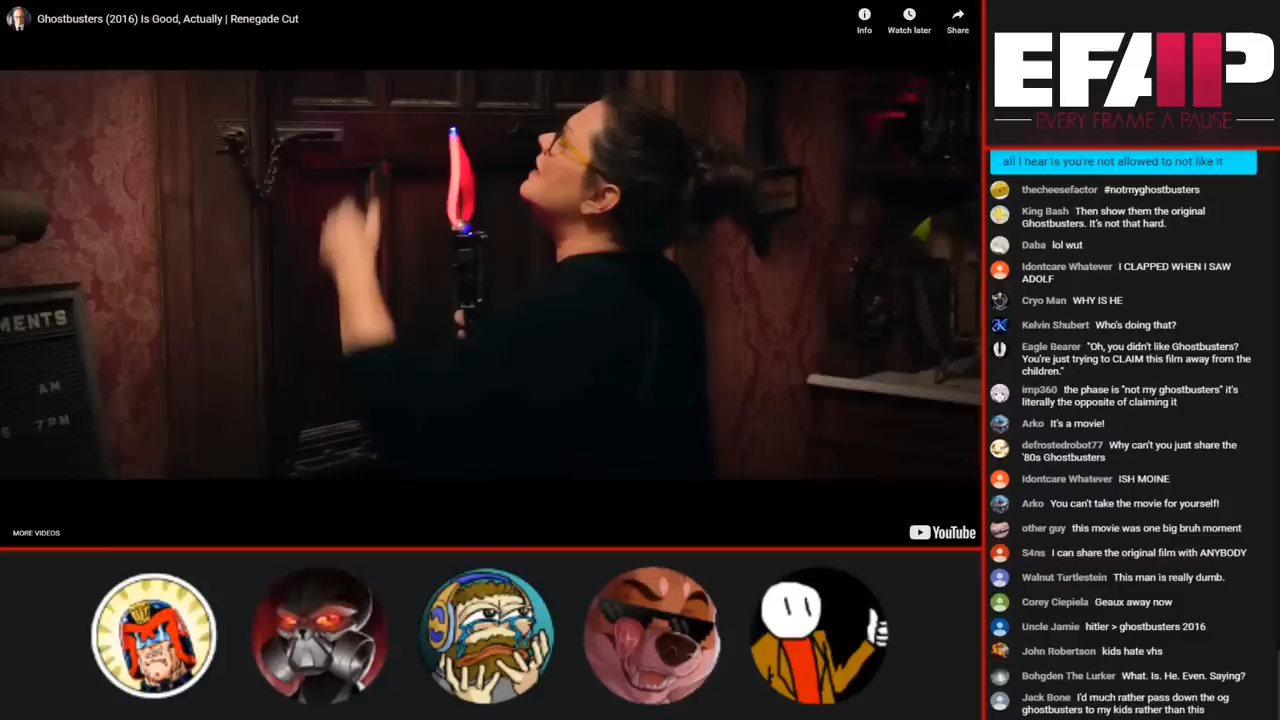 Ghostbusters (2016) Is Good, Actually | Renegade Cut
Info
Watch later
Share
MENTS
AM
S 7PM
MORE VIDEOS
YouTube
EFAP
EVERY FRAME A PAUSE
all I hear is you're not allowed to not like it
thecheesefactor #notmyghostbusters
King Bash Then show them the original
Ghostbusters. It's not that hard.
Daba lol wut
Idontcare Whatever I CLAPPED WHEN I SAW
ADOLF
Cryo Man WHY IS HE
Kelvin Shubert Who's doing that?
Eagle Bearer "Oh, you didn't like Ghostbusters?
You're just trying to CLAIM this film away from the
children."
imp360 the phase is "not my ghostbusters" it's
literally the opposite of claiming it
Arko It's a movie!
defrostedrobot77 Why can't you just share the
'80s Ghostbusters
Idontcare Whatever ISH MOINE
Arko You can't take the movie for yourself!
other guy this movie was one big bruh moment
S4ns I can share the original film with ANYBODY
Walnut Turtlestein This man is really dumb.
Corey Ciepiela Geaux away now
Uncle Jamie hitler > ghostbusters 2016
John Robertson kids hate vhs
Bohgden The Lurker What. Is. He. Even. Saying?
Jack Bone I'd much rather pass down the og
ghostbusters to my kids rather than this